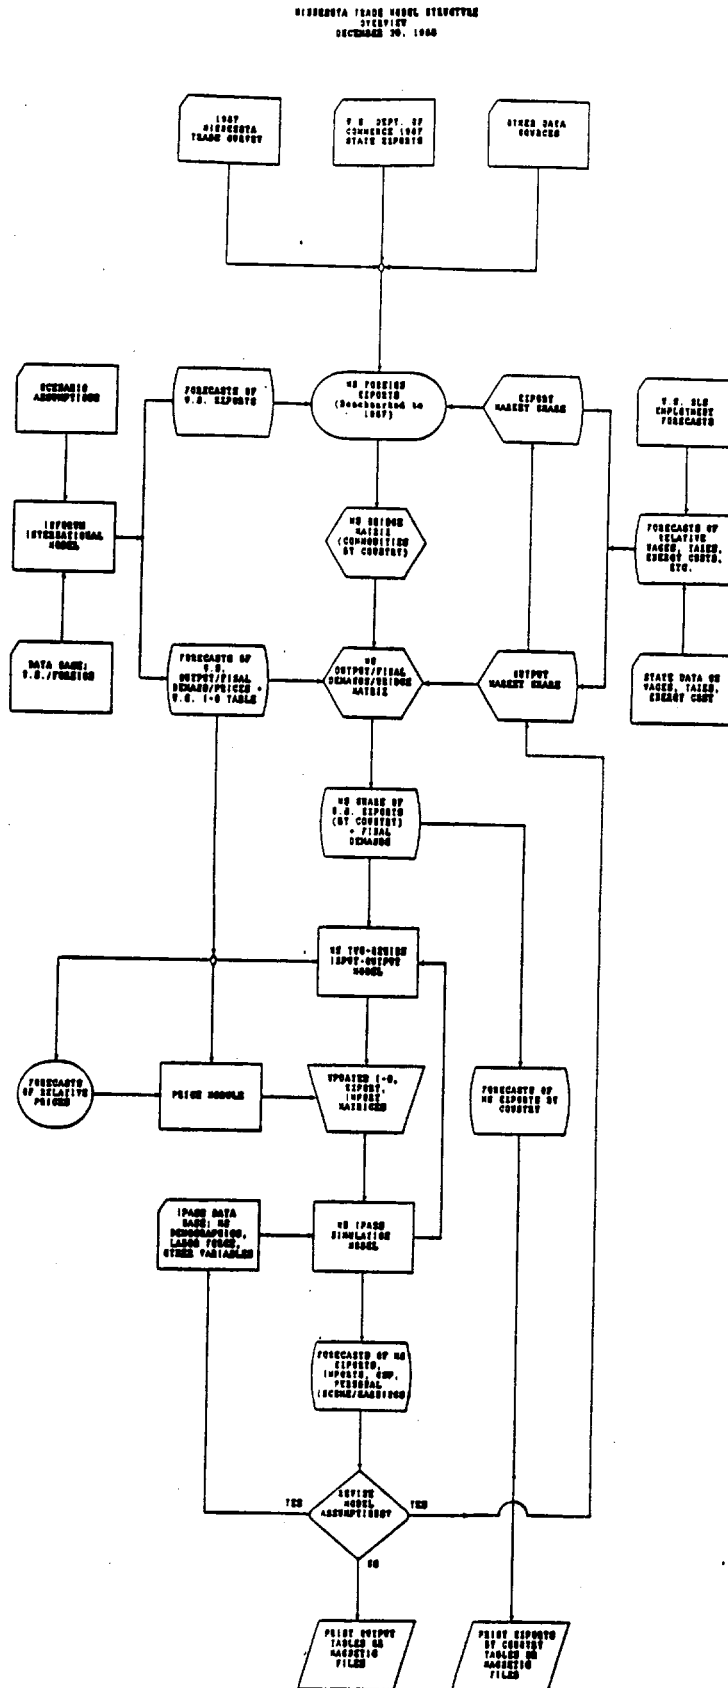 MINNESOTA TRADE MODEL STRUCTURE
OVERVIEW
DECEMBER 20, 1988
1987
MINNESOTA
TRADE SURVEY
U.S. DEPT. OF
COMMERCE 1987
STATE EXPORTS
OTHER DATA
SOURCES
SCENARIO
ASSUMPTIONS
FORECASTS OF
U.S. EXPORTS
MN FOREIGN
EXPORTS
(Benchmarked to
1987)
EXPORT
MARKET SHARE
U.S. BLS
EMPLOYMENT
FORECASTS
INFORUM
INTERNATIONAL
MODEL
MN BRIDGE
MATRIX
(COMMODITIES
BY COUNTRY)
FORECASTS OF
RELATIVE
WAGES, TAXES,
ENERGY COSTS,
ETC.
DATA BASE:
U.S./FOREIGN
FORECASTS OF
U.S.
OUTPUT/FINAL
DEMAND/PRICES +
U.S. I-O TABLE
MN
OUTPUT/FINAL
DEMAND/BRIDGE
MATRIX
OUTPUT
MARKET SHARE
STATE DATA ON
WAGES, TAXES,
ENERGY COST
MN SHARE OF
U.S. EXPORTS
(BY COUNTRY)
+ FINAL
DEMANDS
MN TWO-REGION
INPUT-OUTPUT
MODEL
FORECASTS
OF RELATIVE
PRICES
PRICE MODULE
UPDATED I-O,
EXPORT,
IMPORT
MATRICES
FORECASTS OF
MN EXPORTS BY
COUNTRY
IPASS DATA
BASE: MN
DEMOGRAPHICS,
LABOR FORCE,
OTHER VARIABLES
MN IPASS
SIMULATION
MODEL
FORECASTS OF MN
EXPORTS,
IMPORTS, GSP,
PERSONAL
INCOME/EARNINGS
YES
REVISE
MODEL
ASSUMPTIONS?
YES
NO
PRINT OUTPUT
TABLES OR
MAGNETIC
FILES
PRINT EXPORTS
BY COUNTRY
TABLES OR
MAGNETIC
FILES